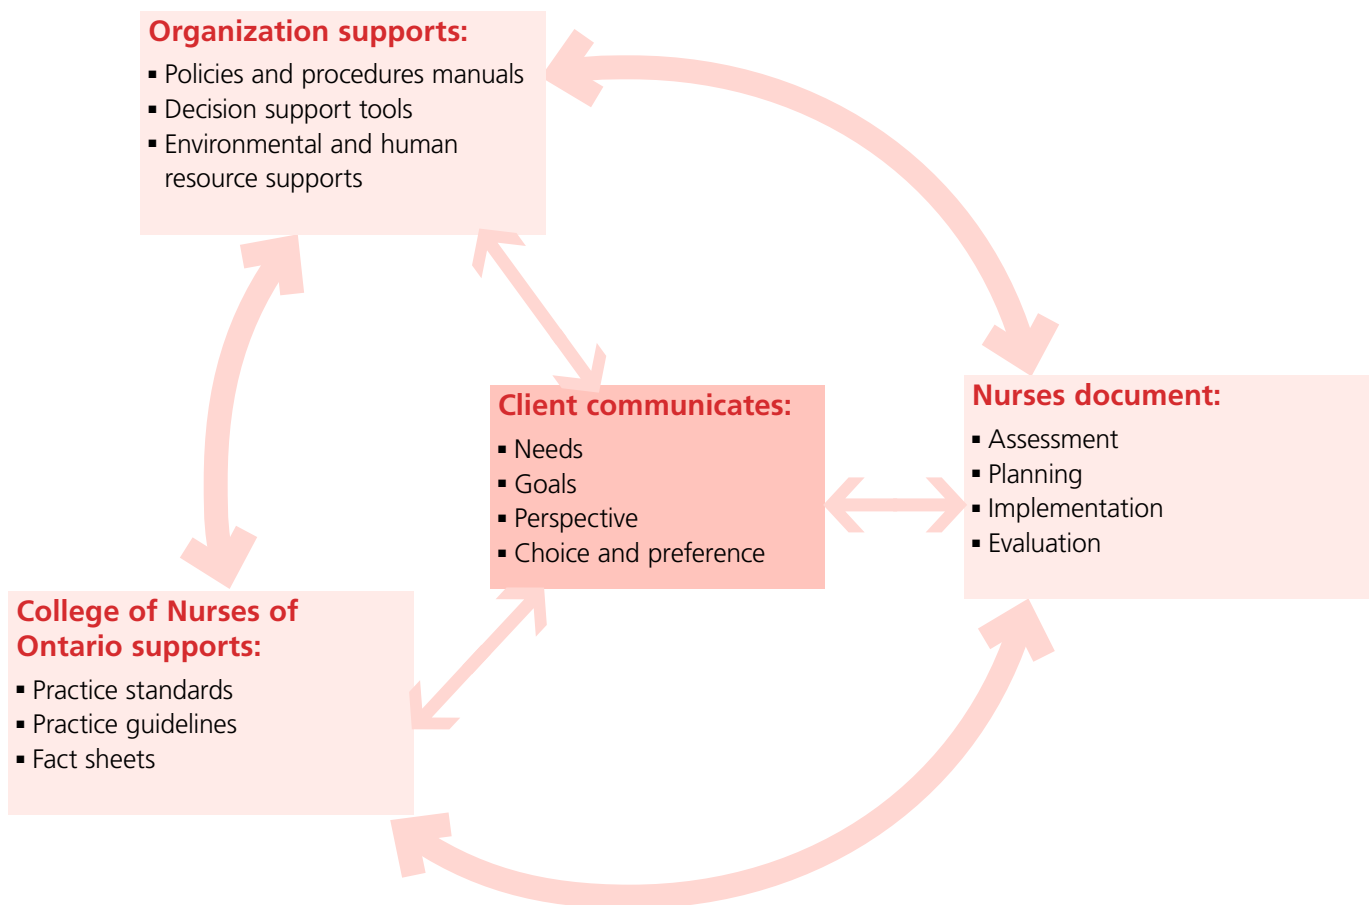 Organization supports:
▪ Policies and procedures manuals
▪ Decision support tools
▪ Environmental and human
resource supports
Client communicates:
▪ Needs
▪ Goals
▪ Perspective
▪ Choice and preference
Nurses document:
▪ Assessment
▪ Planning
▪ Implementation
▪ Evaluation
College of Nurses of
Ontario supports:
▪ Practice standards
▪ Practice guidelines
▪ Fact sheets